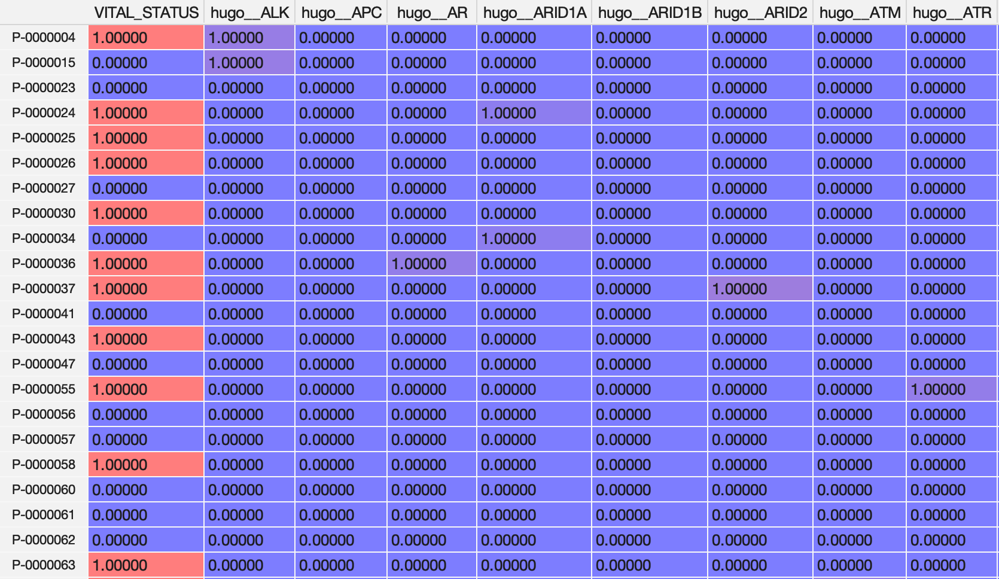 VITAL_STATUS hugo__ALK hugo__APC hugo__AR hugo__ARID1A hugo__ARID1B hugo__ARID2 hugo__ATM hugo__ATR
P-0000004 1.00000 1.00000 0.00000 0.00000 0.00000 0.00000 0.00000 0.00000 0.00000
P-0000015 0.00000 1.00000 0.00000 0.00000 0.00000 0.00000 0.00000 0.00000 0.00000
P-0000023 0.00000 0.00000 0.00000 0.00000 0.00000 0.00000 0.00000 0.00000 0.00000
P-0000024 1.00000 0.00000 0.00000 0.00000 1.00000 0.00000 0.00000 0.00000 0.00000
P-0000025 1.00000 0.00000 0.00000 0.00000 0.00000 0.00000 0.00000 0.00000 0.00000
P-0000026 1.00000 0.00000 0.00000 0.00000 0.00000 0.00000 0.00000 0.00000 0.00000
P-0000027 0.00000 0.00000 0.00000 0.00000 0.00000 0.00000 0.00000 0.00000 0.00000
P-0000030 1.00000 0.00000 0.00000 0.00000 0.00000 0.00000 0.00000 0.00000 0.00000
P-0000034 0.00000 0.00000 0.00000 0.00000 1.00000 0.00000 0.00000 0.00000 0.00000
P-0000036 1.00000 0.00000 0.00000 1.00000 0.00000 0.00000 0.00000 0.00000 0.00000
P-0000037 1.00000 0.00000 0.00000 0.00000 0.00000 0.00000 1.00000 0.00000 0.00000
P-0000041 0.00000 0.00000 0.00000 0.00000 0.00000 0.00000 0.00000 0.00000 0.00000
P-0000043 1.00000 0.00000 0.00000 0.00000 0.00000 0.00000 0.00000 0.00000 0.00000
P-0000047 0.00000 0.00000 0.00000 0.00000 0.00000 0.00000 0.00000 0.00000 0.00000
P-0000055 1.00000 0.00000 0.00000 0.00000 0.00000 0.00000 0.00000 0.00000 1.00000
P-0000056 0.00000 0.00000 0.00000 0.00000 0.00000 0.00000 0.00000 0.00000 0.00000
P-0000057 0.00000 0.00000 0.00000 0.00000 0.00000 0.00000 0.00000 0.00000 0.00000
P-0000058 1.00000 0.00000 0.00000 0.00000 0.00000 0.00000 0.00000 0.00000 0.00000
P-0000060 0.00000 0.00000 0.00000 0.00000 0.00000 0.00000 0.00000 0.00000 0.00000
P-0000061 0.00000 0.00000 0.00000 0.00000 0.00000 0.00000 0.00000 0.00000 0.00000
P-0000062 0.00000 0.00000 0.00000 0.00000 0.00000 0.00000 0.00000 0.00000 0.00000
P-0000063 1.00000 0.00000 0.00000 0.00000 0.00000 0.00000 0.00000 0.00000 0.00000